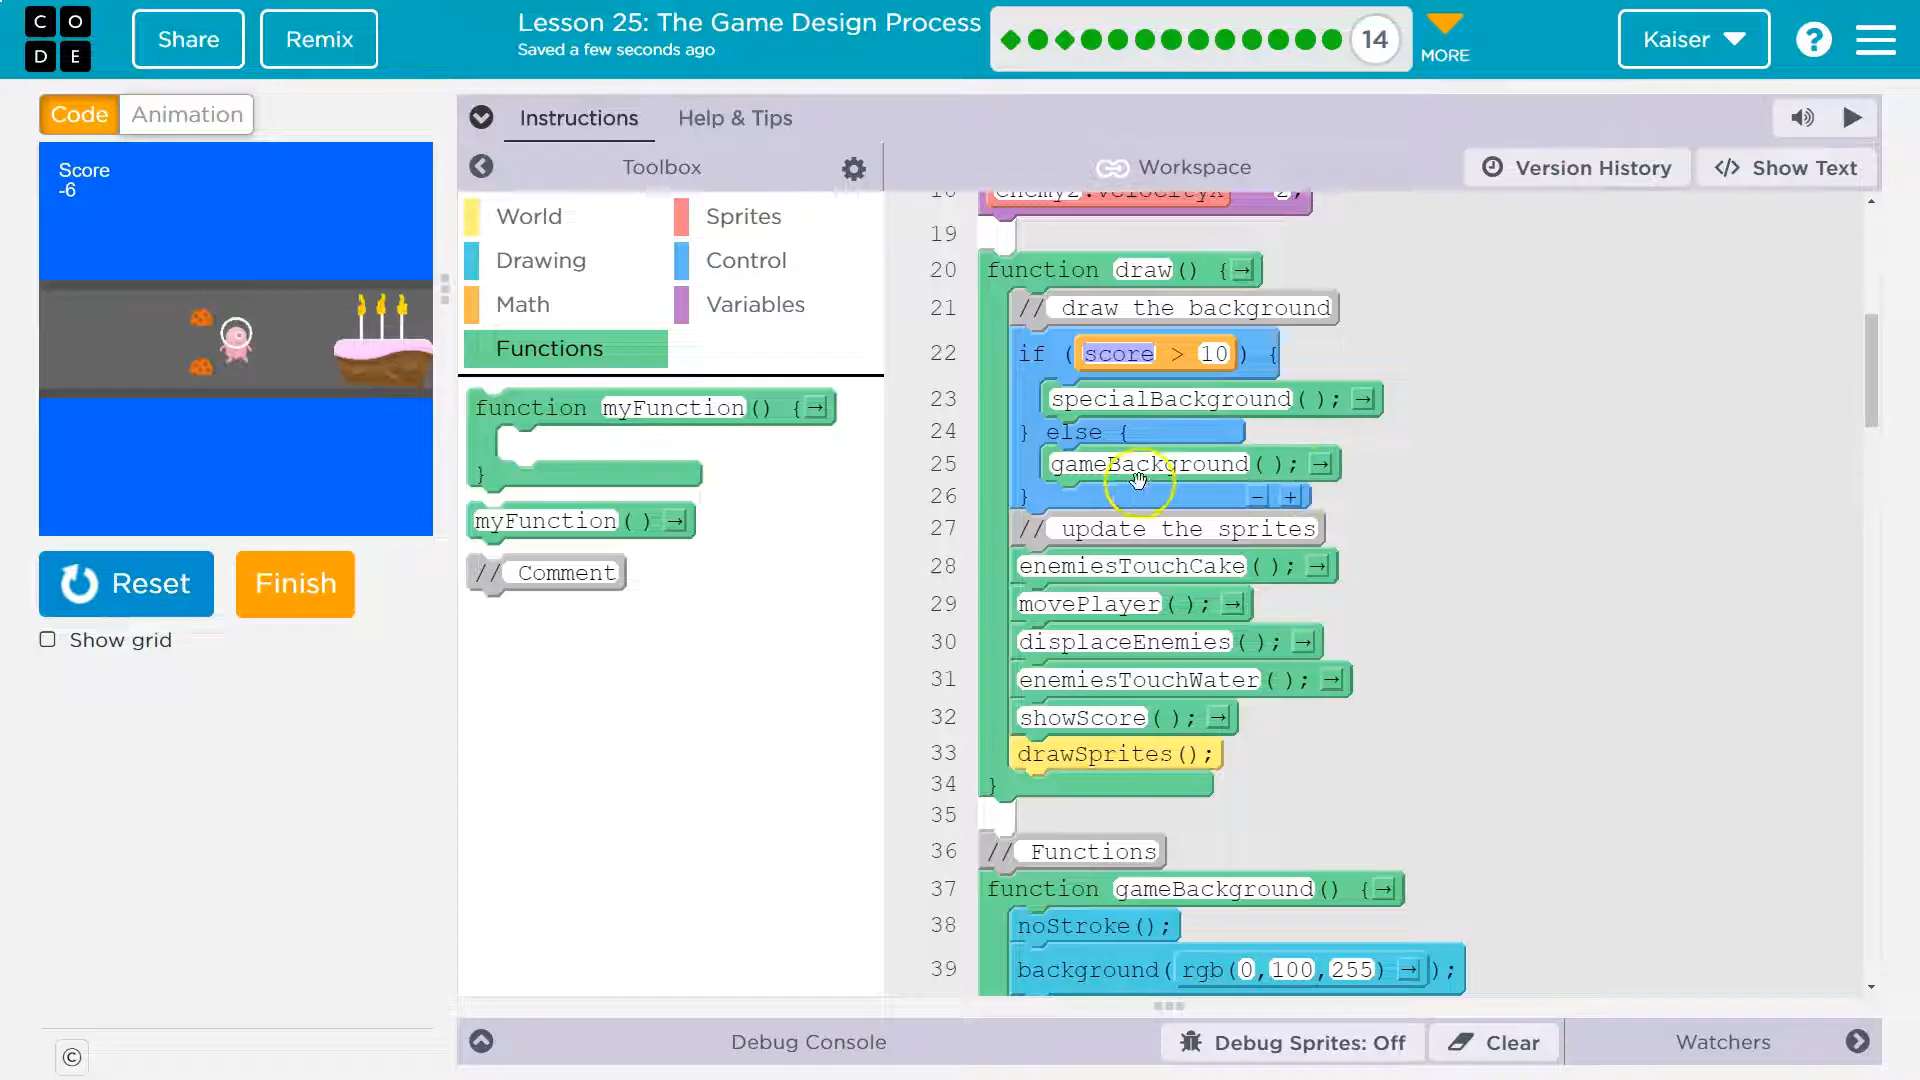 CO
DE
Share
Remix
Lesson 25: The Game Design Process
Saved a few seconds ago
14
MORE
Kaiser
?
Code
Animation
Instructions
Help & Tips
Toolbox
Workspace
Version History
</> Show Text
Score
-6
World
Sprites
Drawing
Control
Math
Variables
Functions
function myFunction() {→
}
myFunction() →
// Comment
Reset
Finish
Show grid
19
20 function draw() {→
21 // draw the background
22 if (score > 10) {
23 specialBackground(); →
24 } else {
25 gameBackground(); →
26 } - +
27 // update the sprites
28 enemiesTouchCake(); →
29 movePlayer(); →
30 displaceEnemies(); →
31 enemiesTouchWater(); →
32 showScore(); →
33 drawSprites();
34 }
35
36 // Functions
37 function gameBackground() {→
38 noStroke();
39 background(rgb(0,100,255) →);
Debug Console
Debug Sprites: Off
Clear
Watchers
©